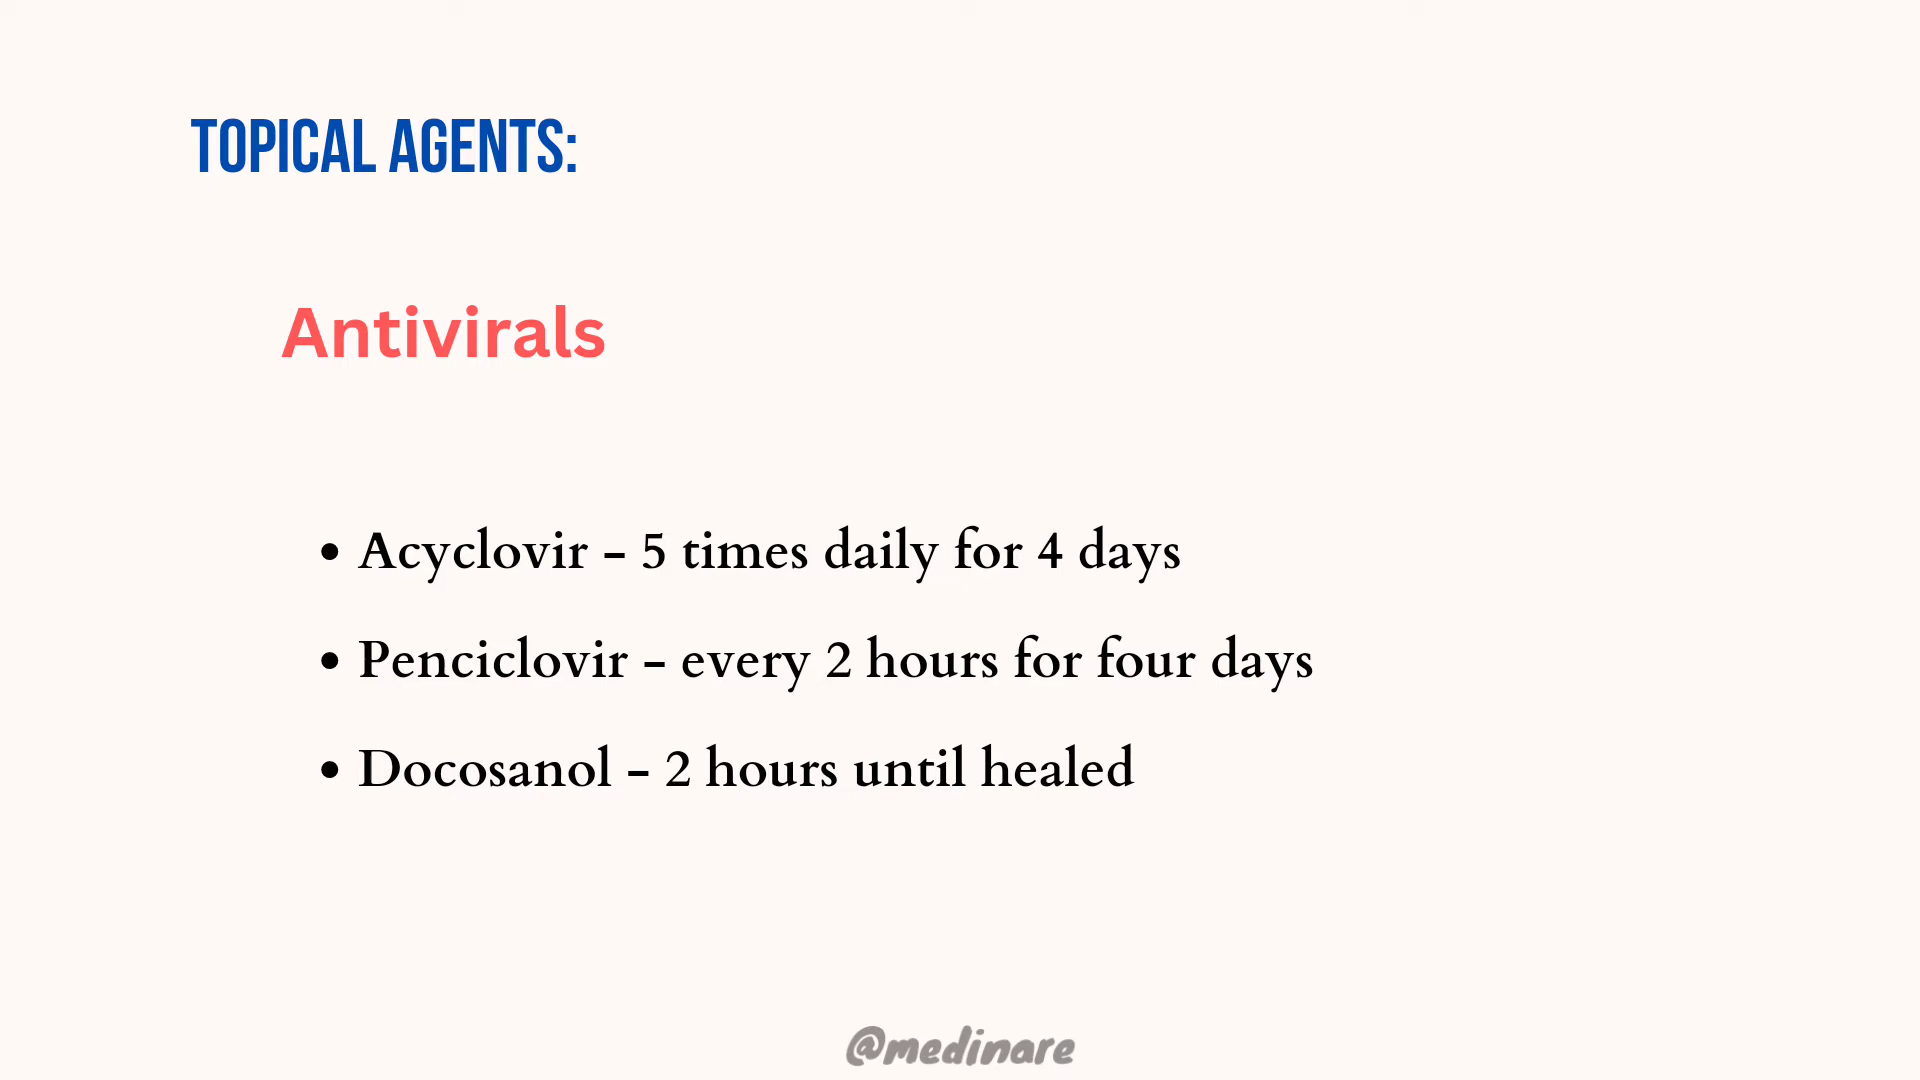 TOPICAL AGENTS:
Antivirals
• Acyclovir - 5 times daily for 4 days
• Penciclovir - every 2 hours for four days
• Docosanol - 2 hours until healed
@medinare